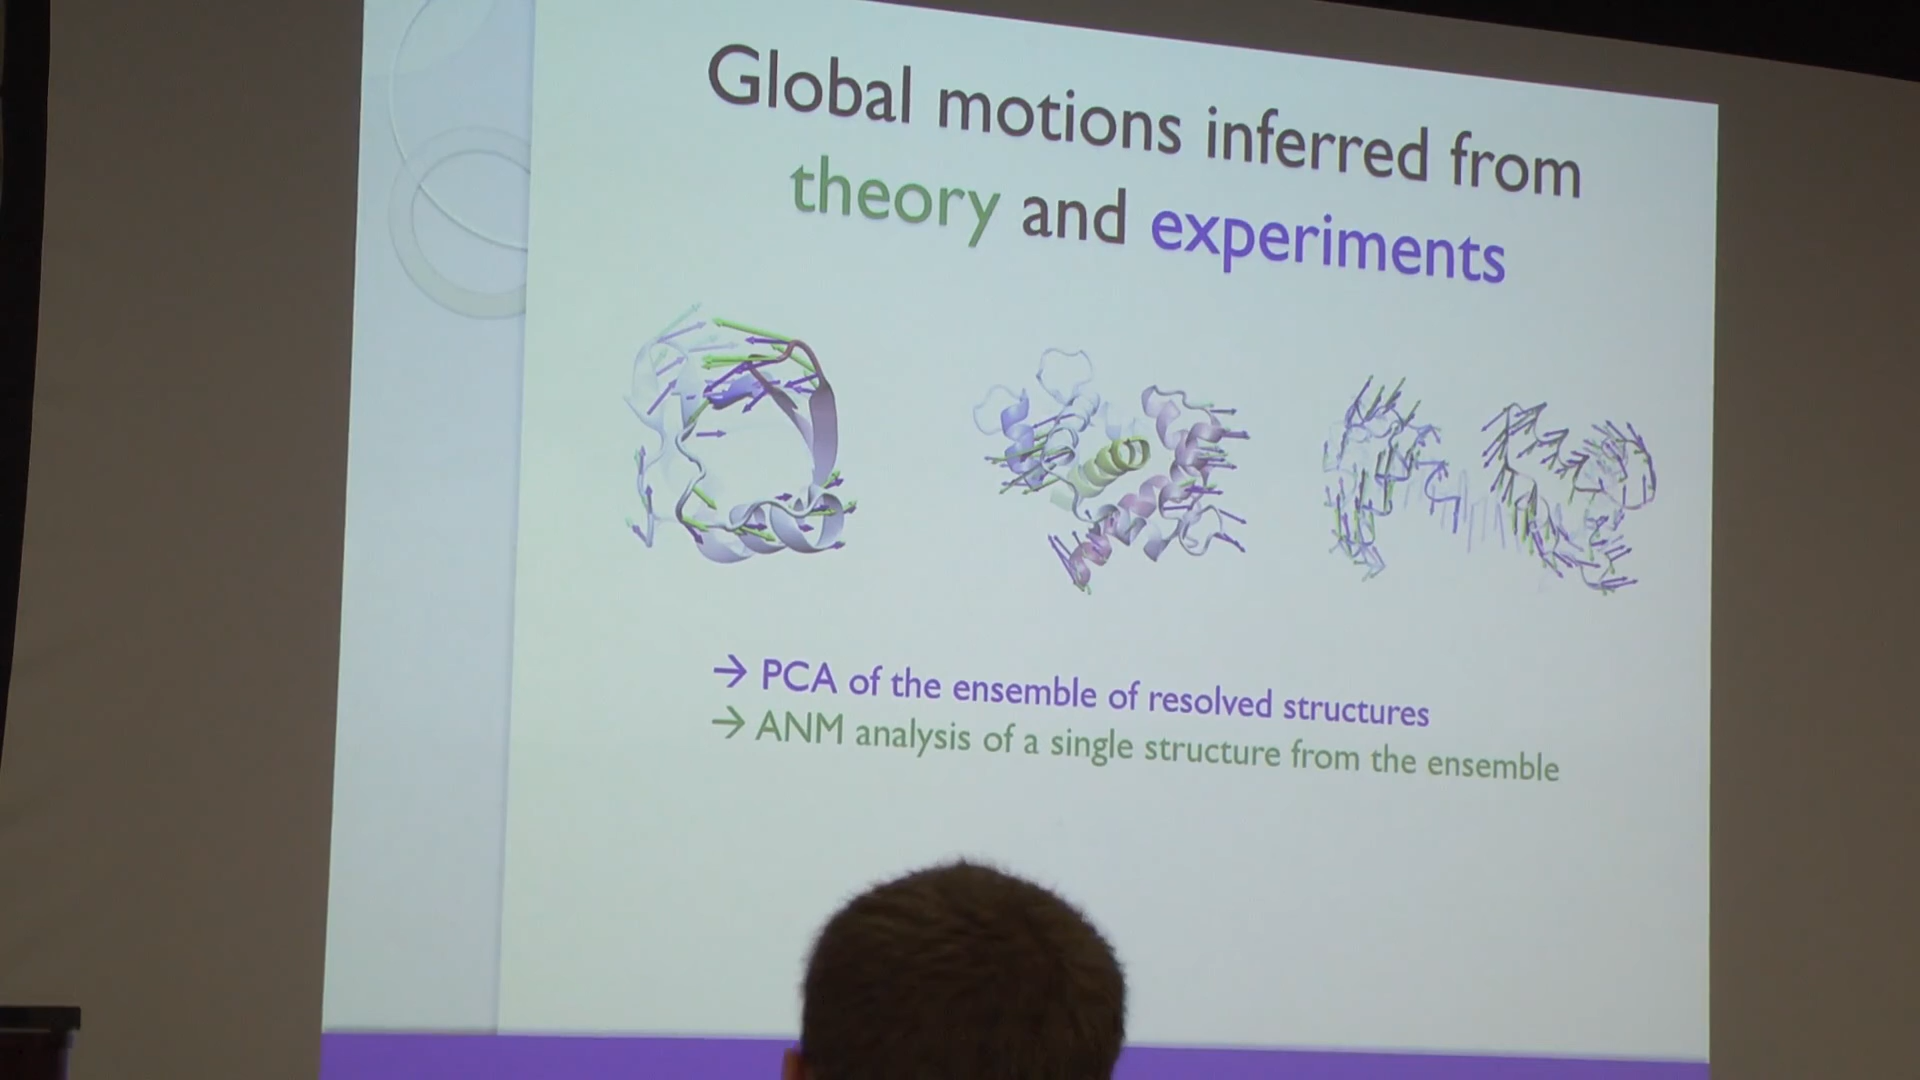 Global motions inferred from
theory and experiments
→ PCA of the ensemble of resolved structures
→ ANM analysis of a single structure from the ensemble